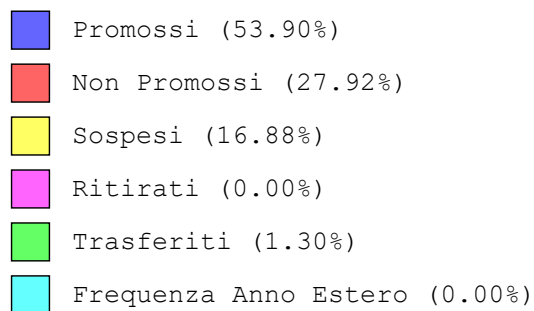 Promossi (53.90%)
Non Promossi (27.92%)
Sospesi (16.88%)
Ritirati (0.00%)
Trasferiti (1.30%)
Frequenza Anno Estero (0.00%)